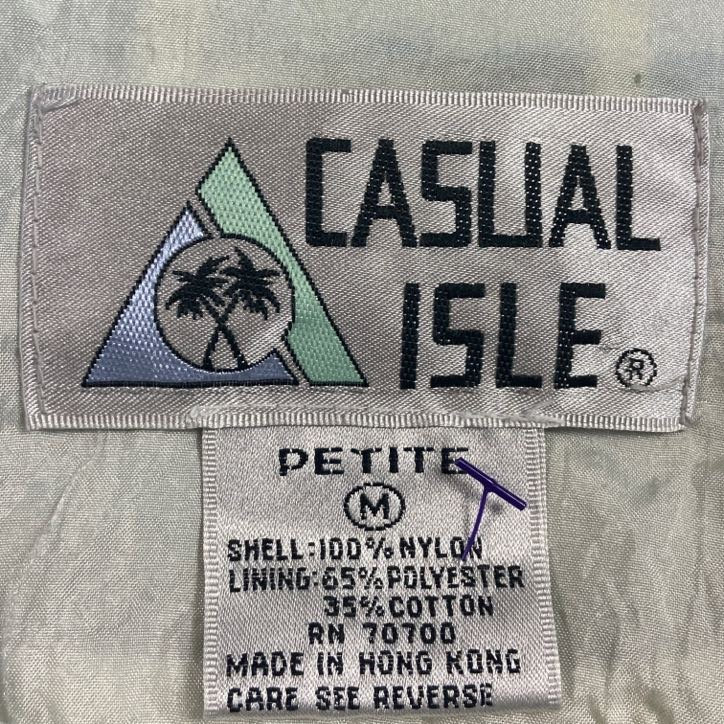 CASUAL
ISLE®
PETITE
M
SHELL:100% NYLON
LINING:65% POLYESTER
35% COTTON
RN 70700
MADE IN HONG KONG
CARE SEE REVERSE